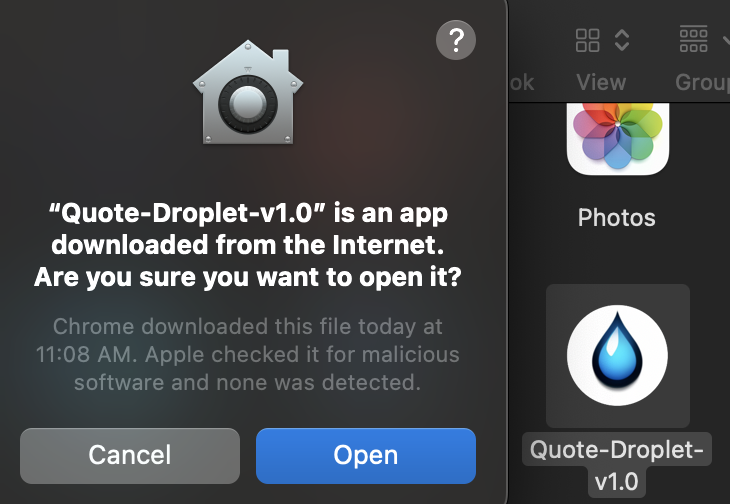 ?
“Quote-Droplet-v1.0” is an app
downloaded from the Internet.
Are you sure you want to open it?
Chrome downloaded this file today at
11:08 AM. Apple checked it for malicious
software and none was detected.
Cancel
Open
ok
View
Group
Photos
Quote-Droplet-
v1.0